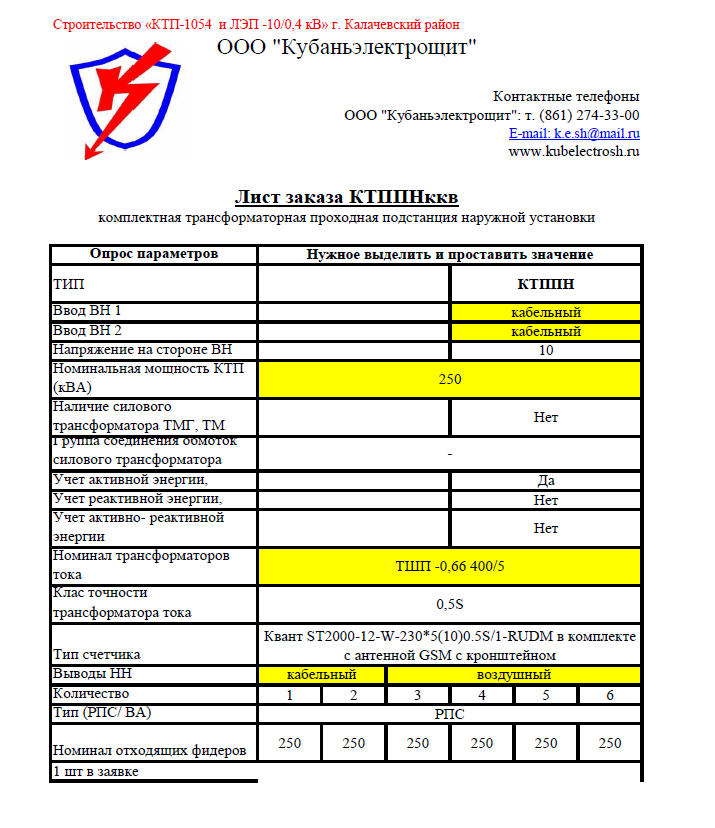 Строительство «КТП-1054 и ЛЭП -10/0,4 кВ» г. Калачевский район
ООО "Кубаньэлектрощит"
Контактные телефоны
ООО "Кубаньэлектрощит": т. (861) 274-33-00
E-mail: k.e.sh@mail.ru
www.kubelectrosh.ru
Лист заказа КТППНккв
комплектная трансформаторная проходная подстанция наружной установки
Опрос параметров Нужное выделить и проставить значение
ТИП КТППН
Ввод ВН 1 кабельный
Ввод ВН 2 кабельный
Напряжение на стороне ВН 10
Номинальная мощность КТП
(кВА) 250
Наличие силового
трансформатора ТМГ, ТМ Нет
Группа соединения обмоток
силового трансформатора -
Учет активной энергии, Да
Учет реактивной энергии, Нет
Учет активно- реактивной
энергии Нет
Номинал трансформаторов
тока ТШП -0,66 400/5
Клас точности
трансформатора тока 0,5S
Квант ST2000-12-W-230*5(10)0.5S/1-RUDM в комплекте
Тип счетчика с антенной GSM с кронштейном
Выводы НН кабельный воздушный
Количество 1 2 3 4 5 6
Тип (РПС/ ВА) РПС
Номинал отходящих фидеров 250 250 250 250 250 250
1 шт в заявке